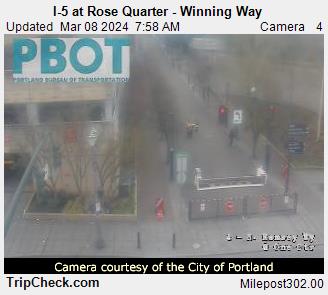 I-5 at Rose Quarter - Winning Way
Updated Mar 08 2024 7:58 AM Camera 4
PBOT
PORTLAND BUREAU OF TRANSPORTATION
Camera courtesy of the City of Portland
TripCheck.com Milepost302.00